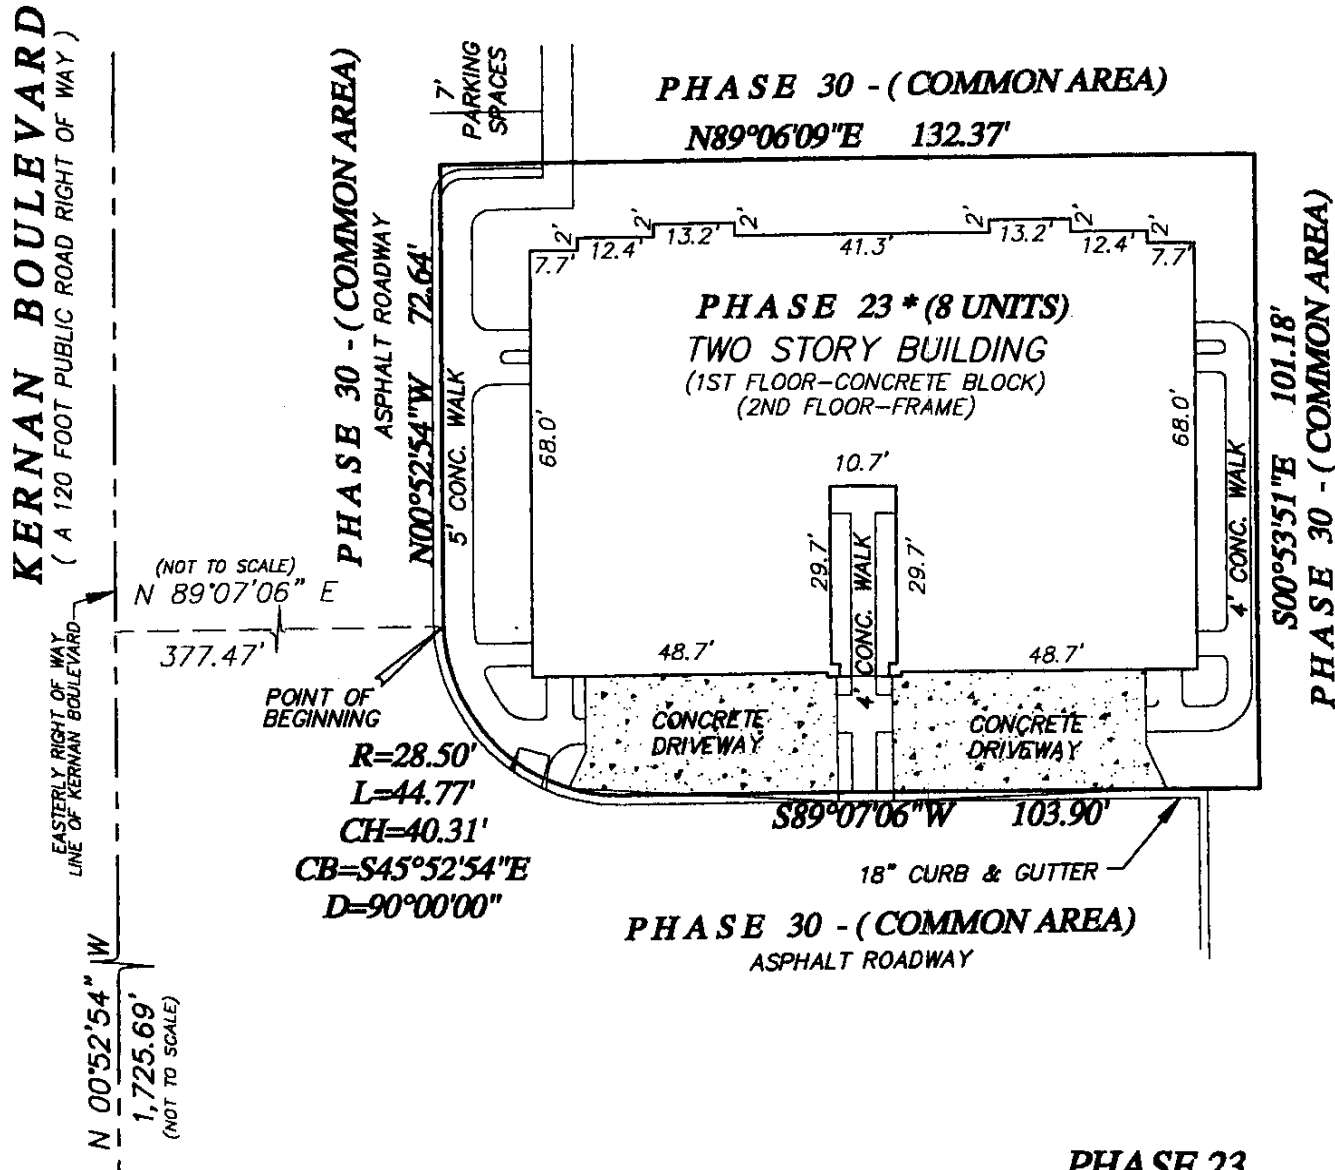 KERNAN BOULEVARD
( A 120 FOOT PUBLIC ROAD RIGHT OF WAY )
PHASE 30 - ( COMMON AREA)
ASPHALT ROADWAY
7'
PARKING
SPACES
PHASE 30 - ( COMMON AREA)
N89°06'09"E 132.37'
N00°52'54"W 72.64'
5' CONC. WALK
7.7'
2'
12.4'
2'
13.2'
2'
41.3'
2'
13.2'
2'
12.4'
2'
7.7'
PHASE 23 * (8 UNITS)
TWO STORY BUILDING
(1ST FLOOR-CONCRETE BLOCK)
(2ND FLOOR-FRAME)
68.0'
68.0'
10.7'
29.7'
4' CONC. WALK
29.7'
48.7'
48.7'
4' CONC. WALK
S00°53'51"E 101.18'
PHASE 30 - ( COMMON AREA)
(NOT TO SCALE)
N 89°07'06" E
377.47'
EASTERLY RIGHT OF WAY
LINE OF KERNAN BOULEVARD
POINT OF
BEGINNING
CONCRETE
DRIVEWAY
CONCRETE
DRIVEWAY
R=28.50'
L=44.77'
CH=40.31'
CB=S45°52'54"E
D=90°00'00"
S89°07'06"W 103.90'
18" CURB & GUTTER
PHASE 30 - ( COMMON AREA)
ASPHALT ROADWAY
N 00°52'54" W
1,725.69'
(NOT TO SCALE)
PHASE 23